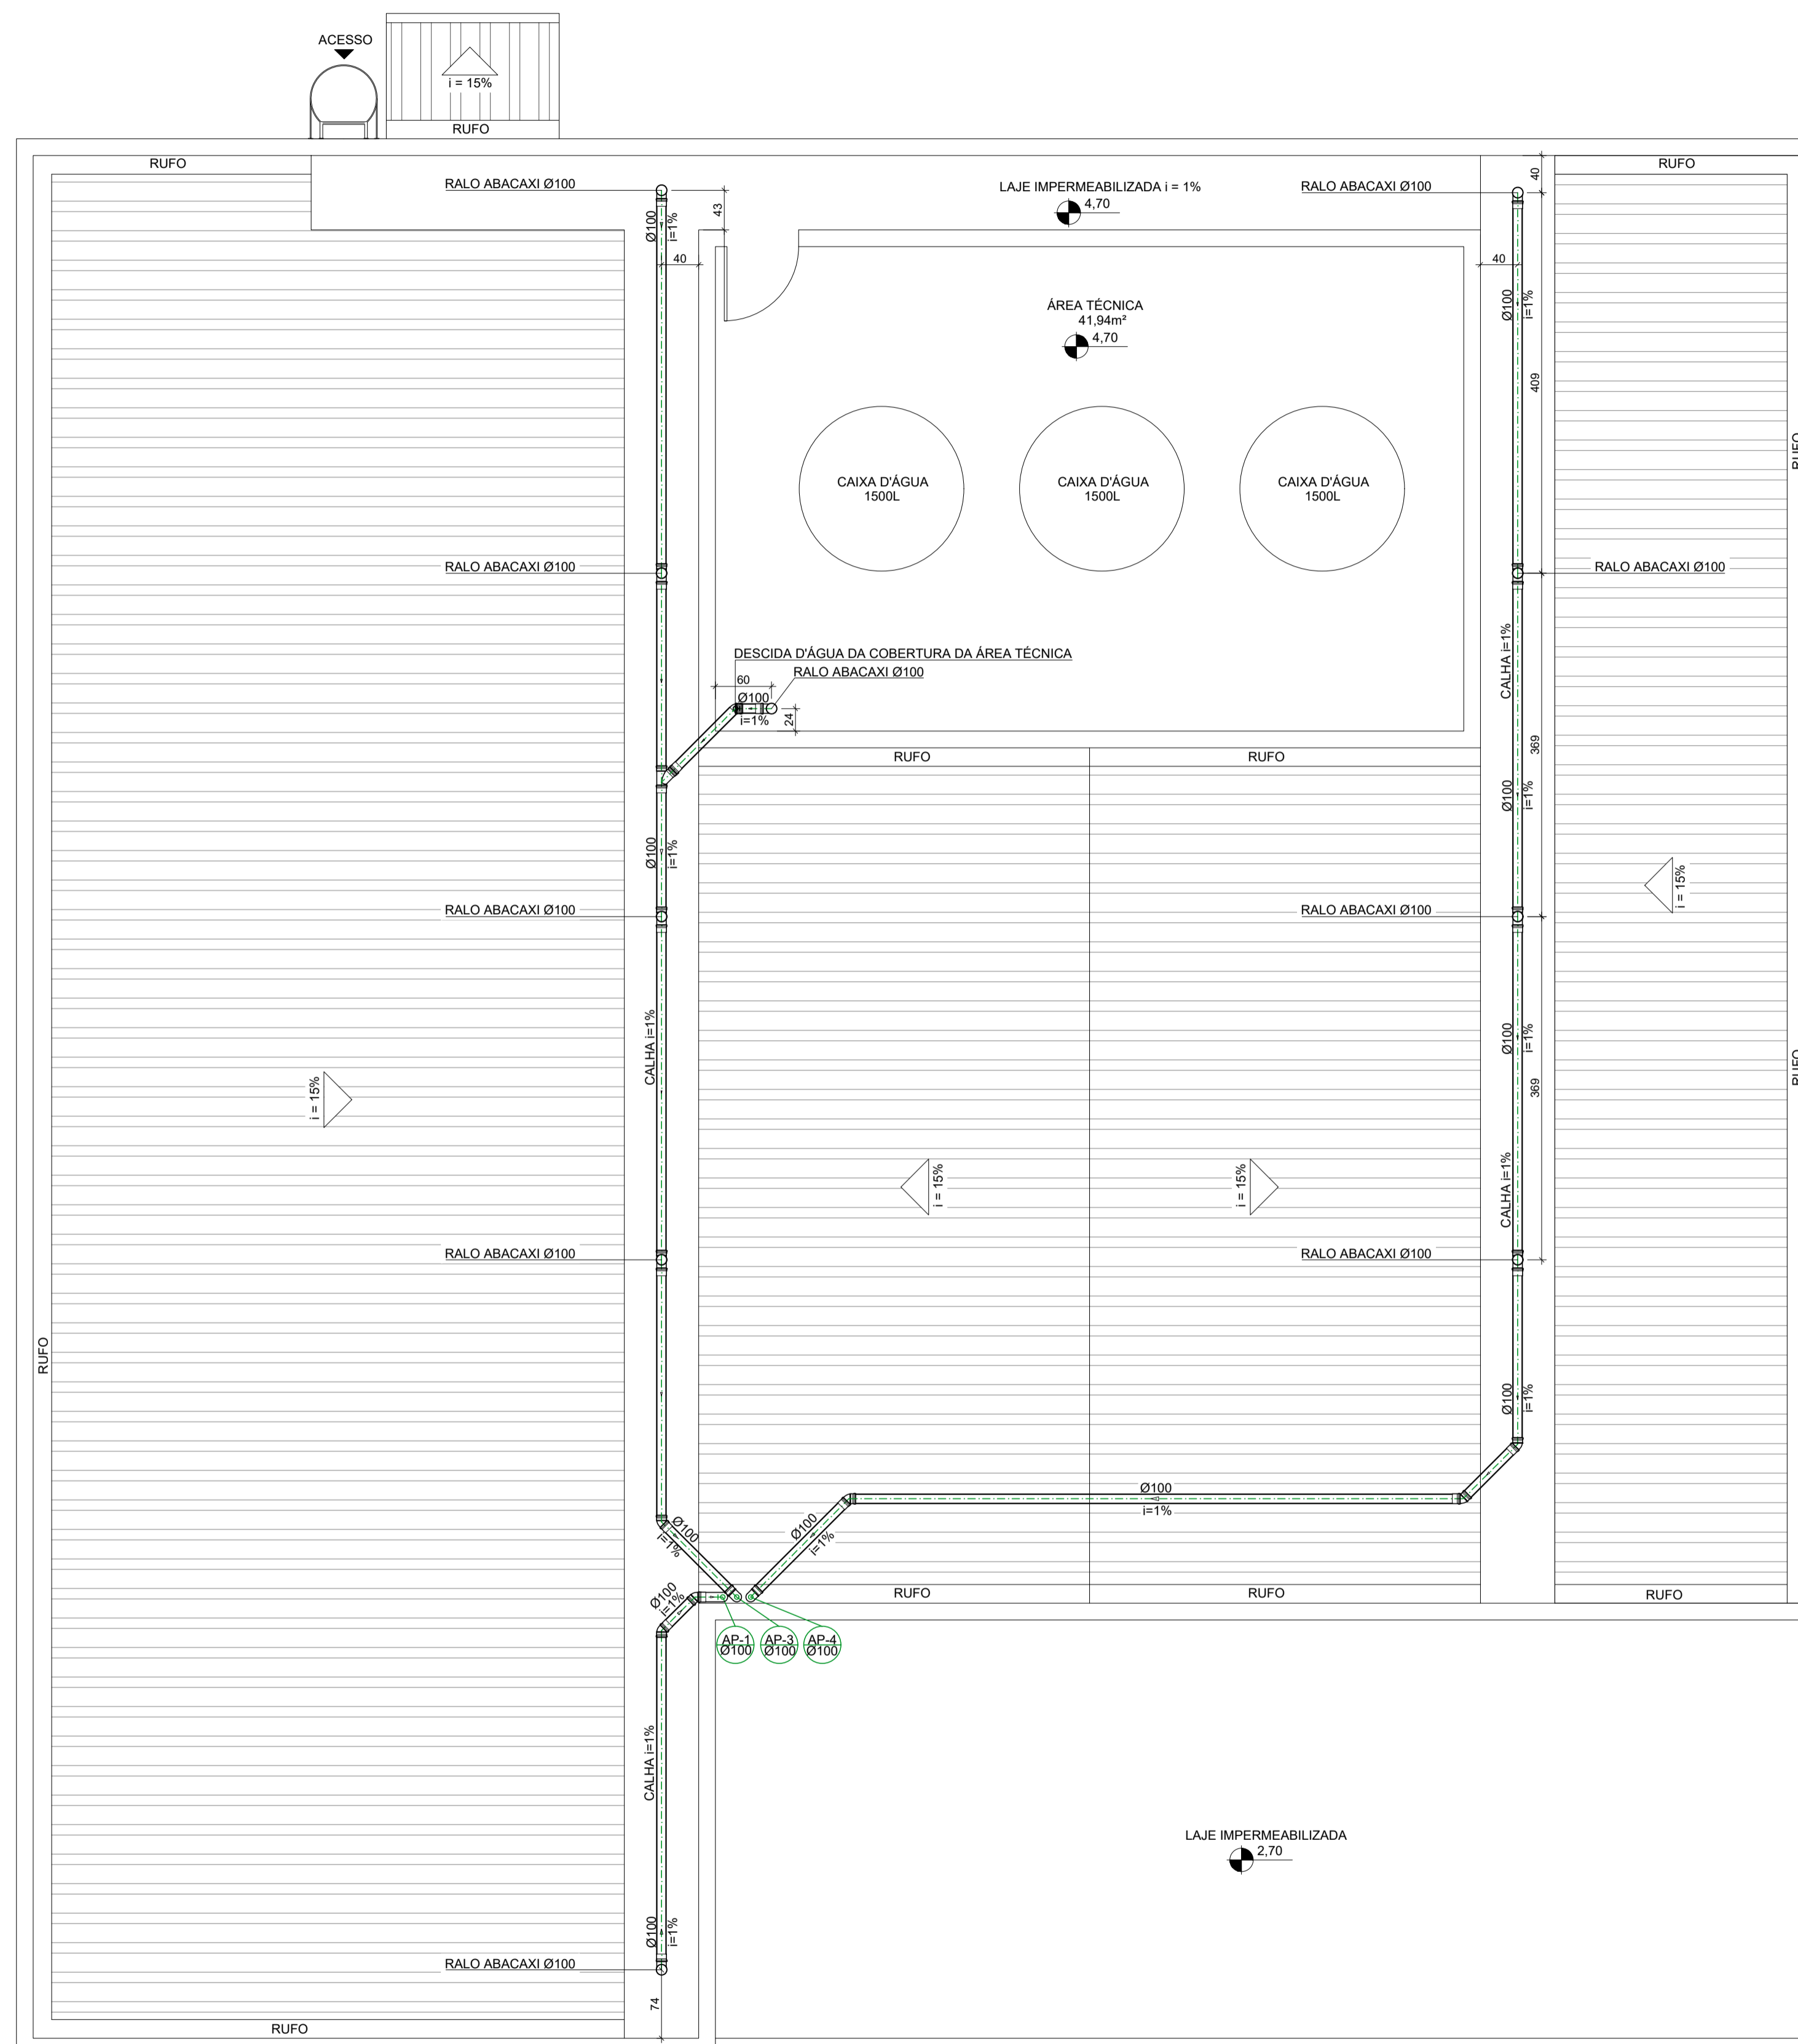 ACESSO
i = 15%
RUFO
RUFO
RUFO
RALO ABACAXI Ø100
LAJE IMPERMEABILIZADA i = 1%
4,70
RALO ABACAXI Ø100
40
43
Ø100
i=1%
40
40
ÁREA TÉCNICA
41,94m²
4,70
Ø100
i=1%
409
RUFO
CAIXA D'ÁGUA
1500L
CAIXA D'ÁGUA
1500L
CAIXA D'ÁGUA
1500L
RALO ABACAXI Ø100
RALO ABACAXI Ø100
DESCIDA D'ÁGUA DA COBERTURA DA ÁREA TÉCNICA
RALO ABACAXI Ø100
60
Ø100
i=1%
24
CALHA i=1%
369
RUFO
RUFO
Ø100
i=1%
Ø100
i=1%
i = 15%
RALO ABACAXI Ø100
RALO ABACAXI Ø100
CALHA i=1%
Ø100
i=1%
369
RUFO
i = 15%
i = 15%
i = 15%
CALHA i=1%
RALO ABACAXI Ø100
RALO ABACAXI Ø100
RUFO
Ø100
i=1%
Ø100
i=1%
Ø100
i=1%
Ø100
i=1%
Ø100
i=1%
RUFO
RUFO
RUFO
AP-1
Ø100
AP-3
Ø100
AP-4
Ø100
CALHA i=1%
LAJE IMPERMEABILIZADA
2,70
Ø100
i=1%
RALO ABACAXI Ø100
74
RUFO